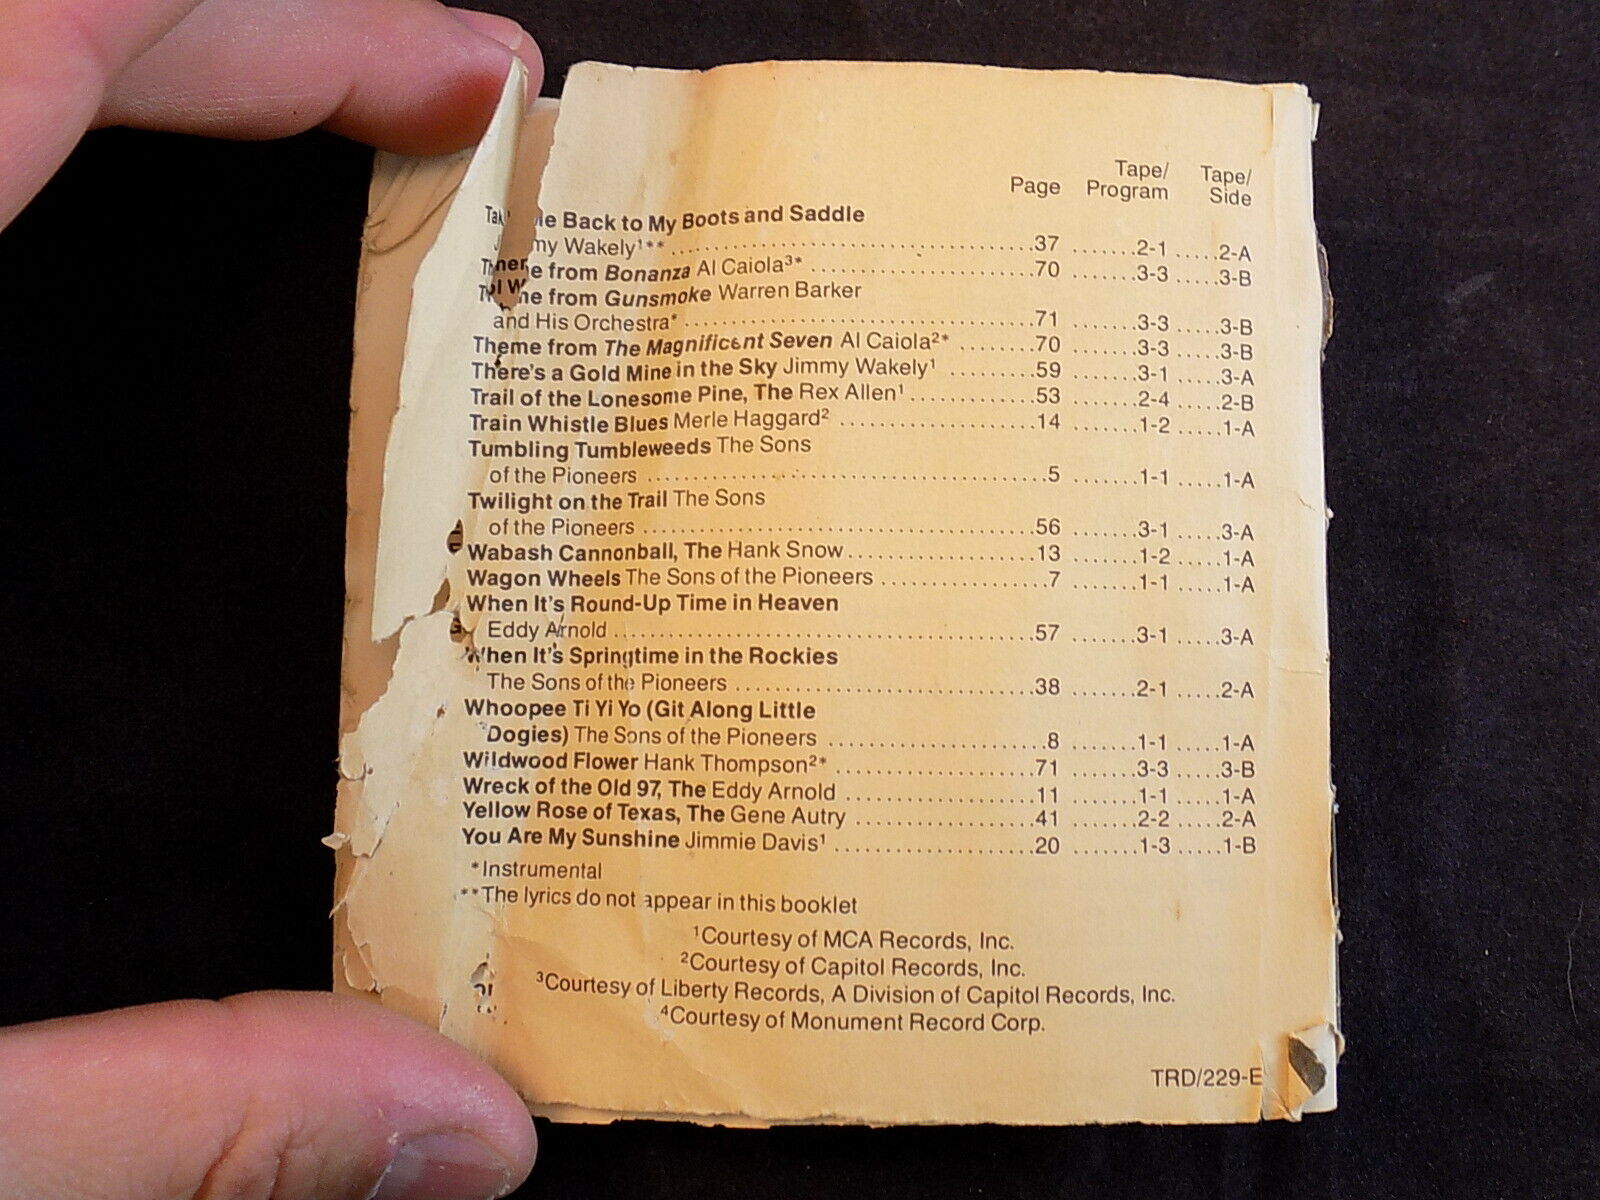 Tape/ Tape/
Page Program Side
Back to My Boots and Saddle
Wakely¹** ........ 37 ....... 2-1 ..... 2-A
Theme from Bonanza Al Caiola³* ........ 70 ....... 3-3 ..... 3-B
Theme from Gunsmoke Warren Barker
and His Orchestra* ........ 71 ....... 3-3 ..... 3-B
Theme from The Magnificent Seven Al Caiola²* ........ 70 ....... 3-3 ..... 3-B
There's a Gold Mine in the Sky Jimmy Wakely¹ ........ 59 ....... 3-1 ..... 3-A
Trail of the Lonesome Pine, The Rex Allen¹ ........ 53 ....... 2-4 ..... 2-B
Train Whistle Blues Merle Haggard² ........ 14 ....... 1-2 ..... 1-A
Tumbling Tumbleweeds The Sons
of the Pioneers ........ 5 ....... 1-1 ..... 1-A
Twilight on the Trail The Sons
of the Pioneers ........ 56 ....... 3-1 ..... 3-A
Wabash Cannonball, The Hank Snow ........ 13 ....... 1-2 ..... 1-A
Wagon Wheels The Sons of the Pioneers ........ 7 ....... 1-1 ..... 1-A
When It's Round-Up Time in Heaven
Eddy Arnold ........ 57 ....... 3-1 ..... 3-A
When It's Springtime in the Rockies
The Sons of the Pioneers ........ 38 ....... 2-1 ..... 2-A
Whoopee Ti Yi Yo (Git Along Little
Dogies) The Sons of the Pioneers ........ 8 ....... 1-1 ..... 1-A
Wildwood Flower Hank Thompson²* ........ 71 ....... 3-3 ..... 3-B
Wreck of the Old 97, The Eddy Arnold ........ 11 ....... 1-1 ..... 1-A
Yellow Rose of Texas, The Gene Autry ........ 41 ....... 2-2 ..... 2-A
You Are My Sunshine Jimmie Davis¹ ........ 20 ....... 1-3 ..... 1-B
*Instrumental
**The lyrics do not appear in this booklet
¹Courtesy of MCA Records, Inc.
²Courtesy of Capitol Records, Inc.
³Courtesy of Liberty Records, A Division of Capitol Records, Inc.
⁴Courtesy of Monument Record Corp.
TRD/229-E